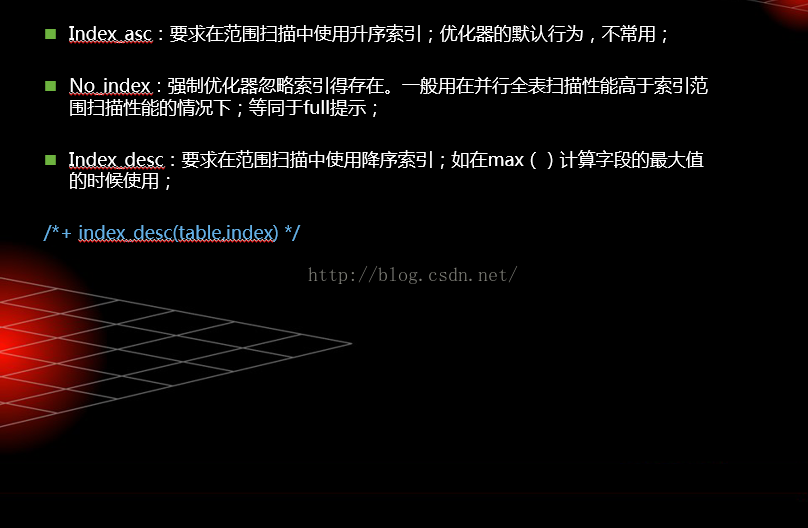 Index_asc：要求在范围扫描中使用升序索引；优化器的默认行为，不常用；
No_index：强制优化器忽略索引得存在。一般用在并行全表扫描性能高于索引范
围扫描性能的情况下；等同于full提示；
Index_desc：要求在范围扫描中使用降序索引；如在max（ ）计算字段的最大值
的时候使用；
/*+ index_desc(table,index) */
http://blog.csdn.net/